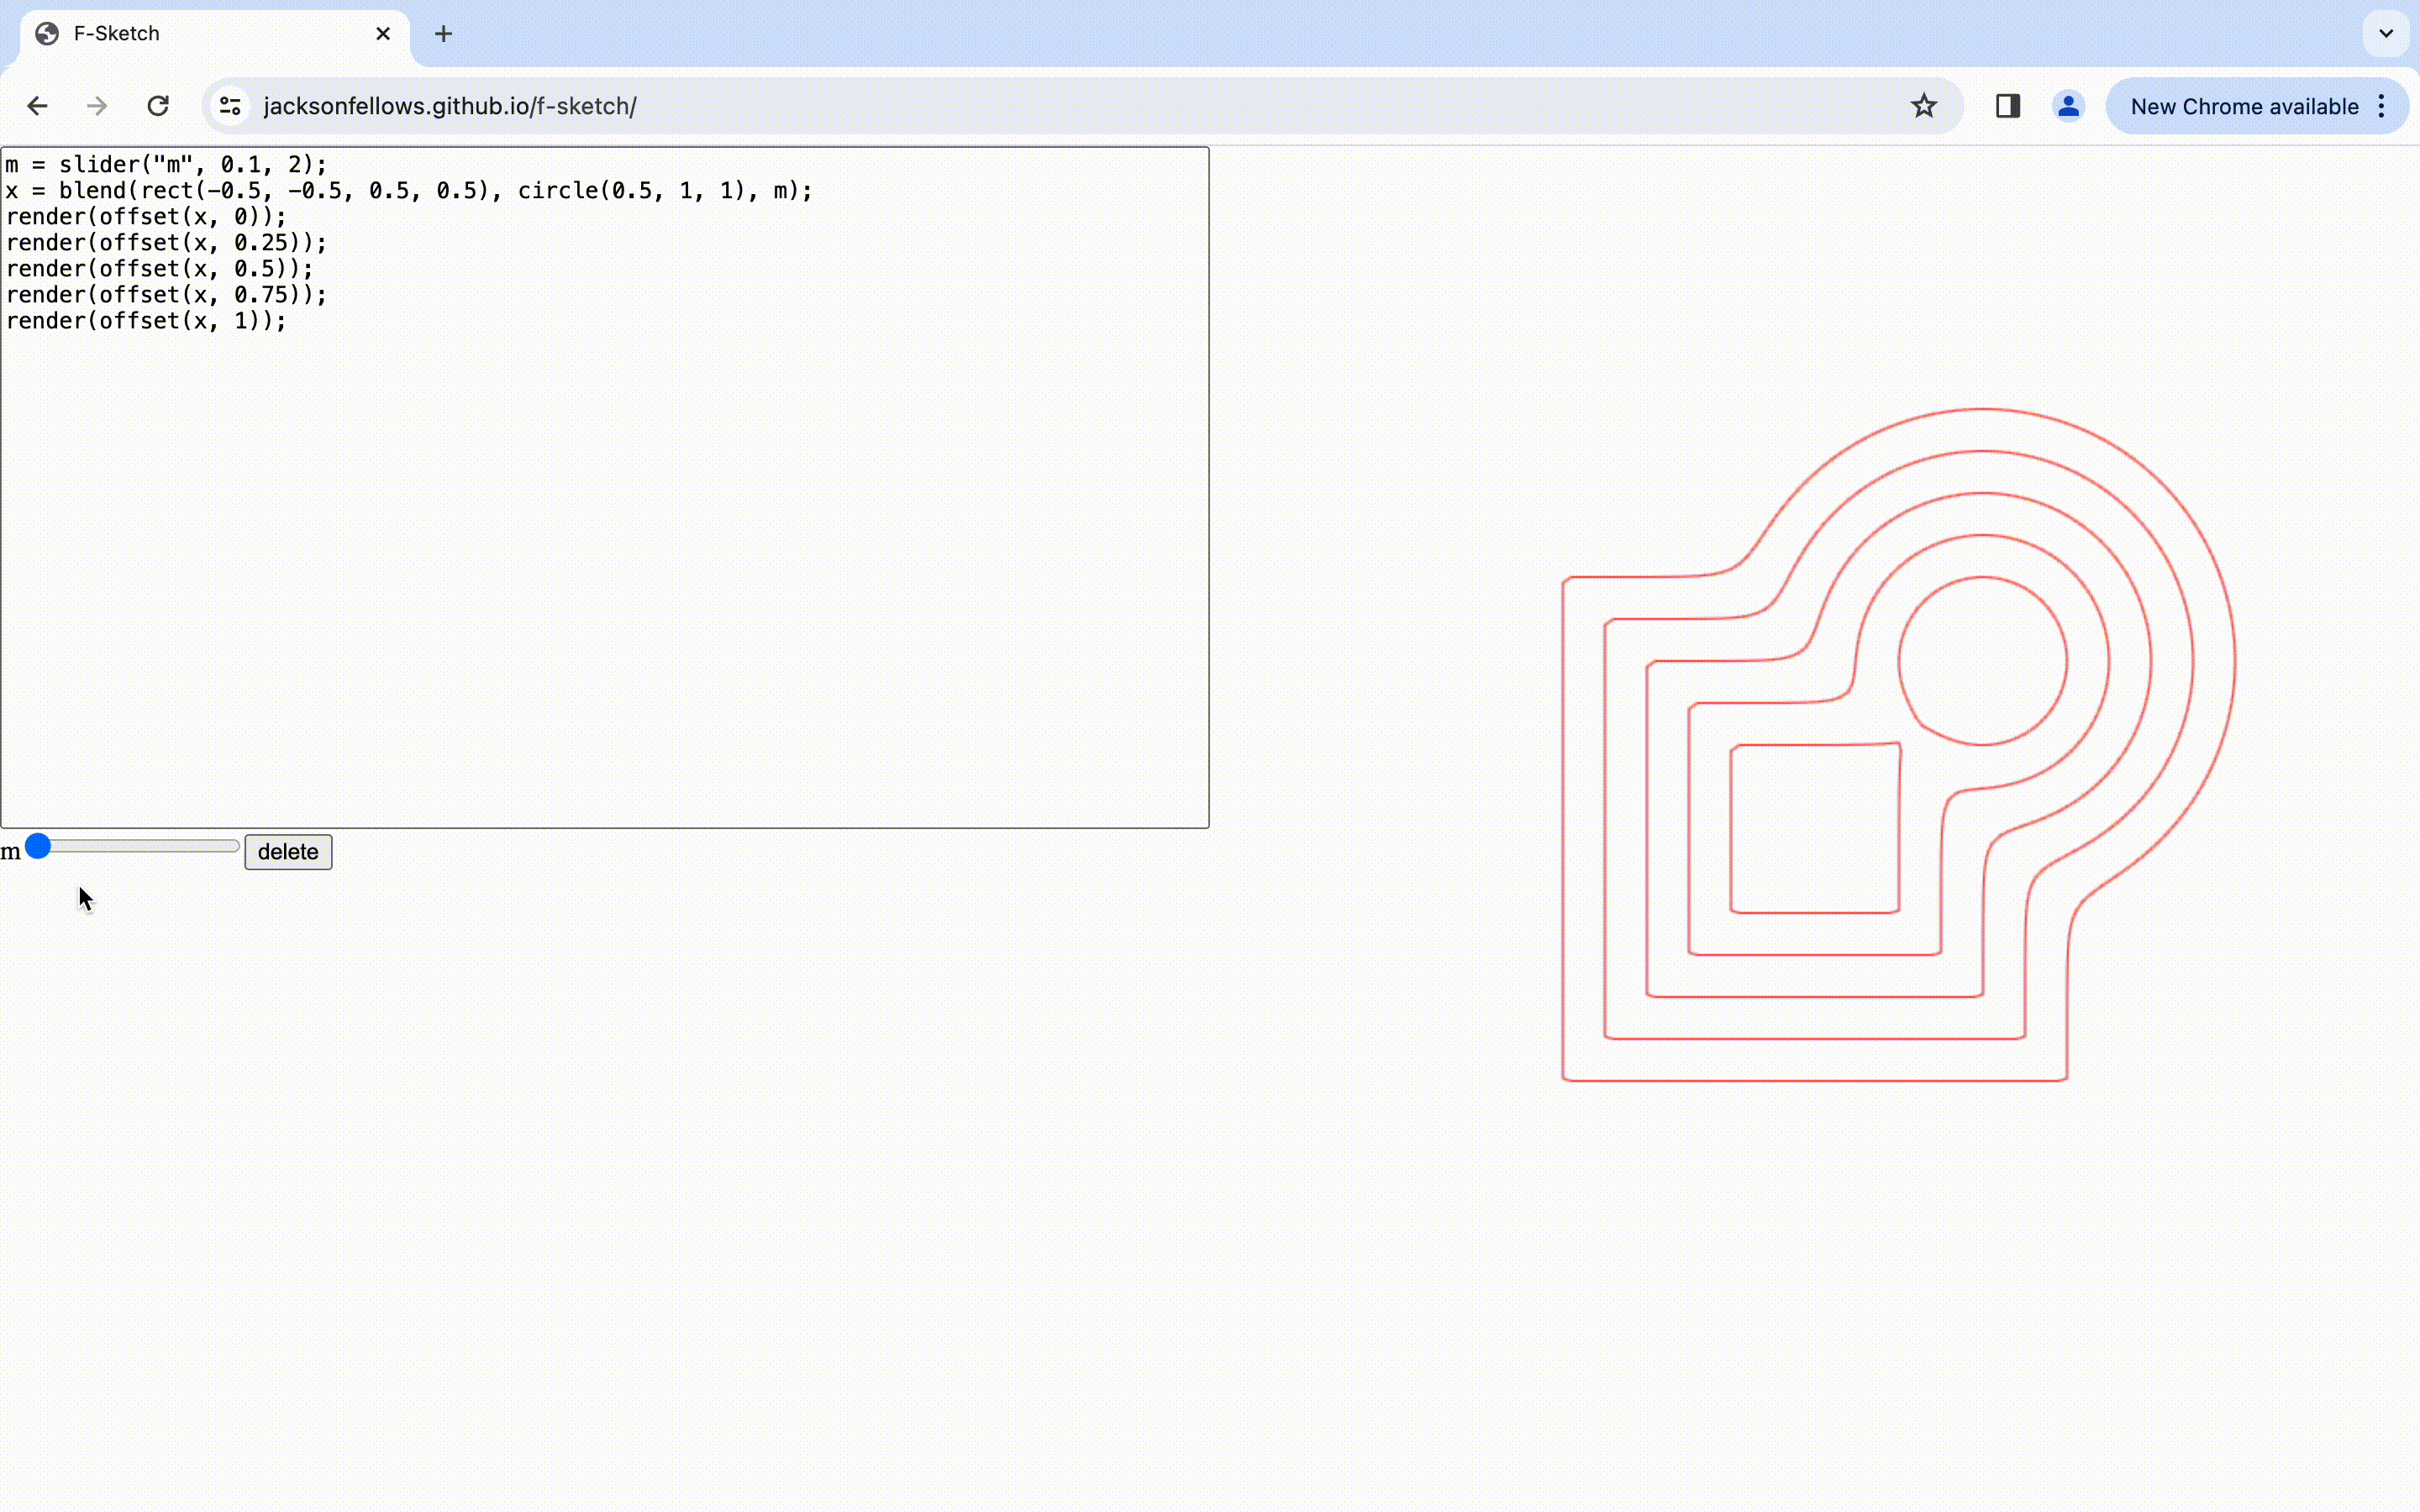 F-Sketch
jacksonfellows.github.io/f-sketch/
New Chrome available
m = slider("m", 0.1, 2);
x = blend(rect(-0.5, -0.5, 0.5, 0.5), circle(0.5, 1, 1), m);
render(offset(x, 0));
render(offset(x, 0.25));
render(offset(x, 0.5));
render(offset(x, 0.75));
render(offset(x, 1));
m
delete